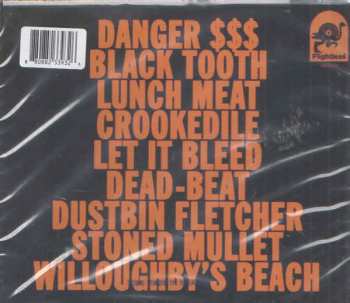 DANGER $$$
BLACK TOOTH
LUNCH MEAT
CROOKEDILE
LET IT BLEED
DEAD-BEAT
DUSTBIN FLETCHER
STONED MULLET
WILLOUGHBY'S BEACH
Flightless